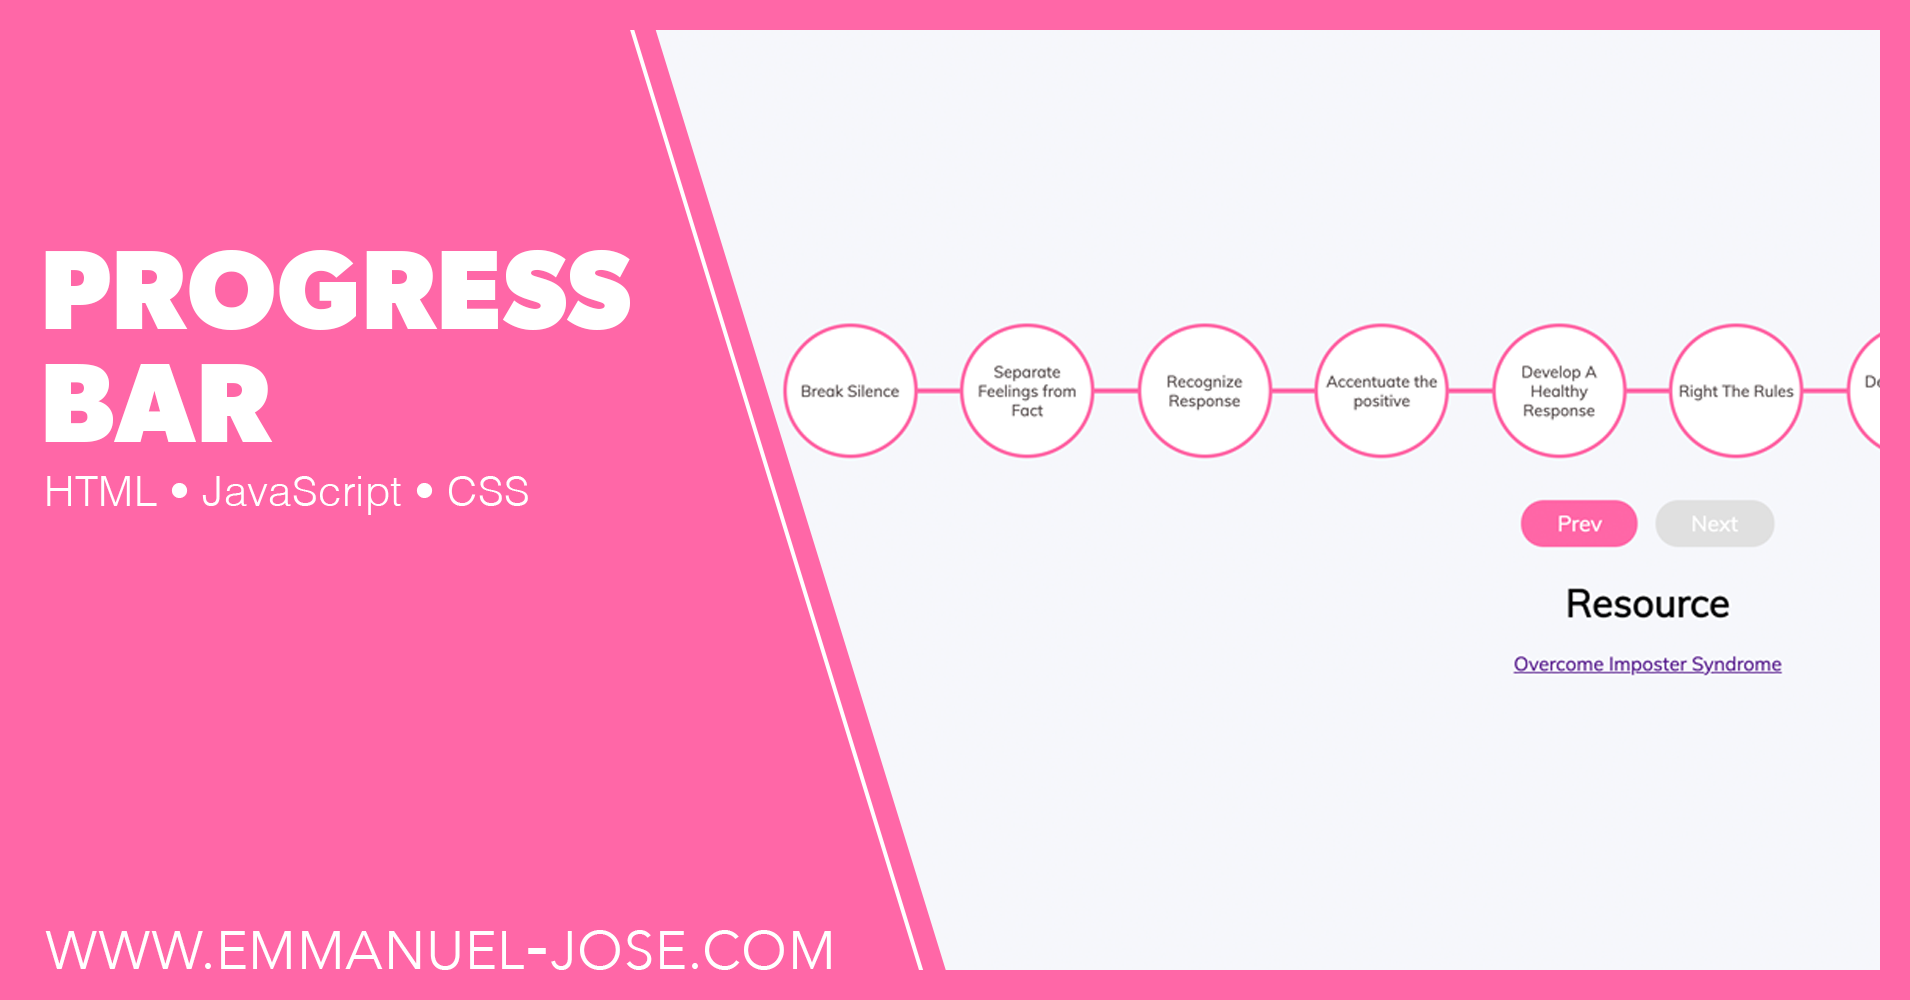 PROGRESS
BAR
HTML • JavaScript • CSS
WWW.EMMANUEL-JOSE.COM
Break Silence
Separate
Feelings from
Fact
Recognize
Response
Accentuate the
positive
Develop A
Healthy
Response
Right The Rules
Prev
Next
Resource
Overcome Imposter Syndrome